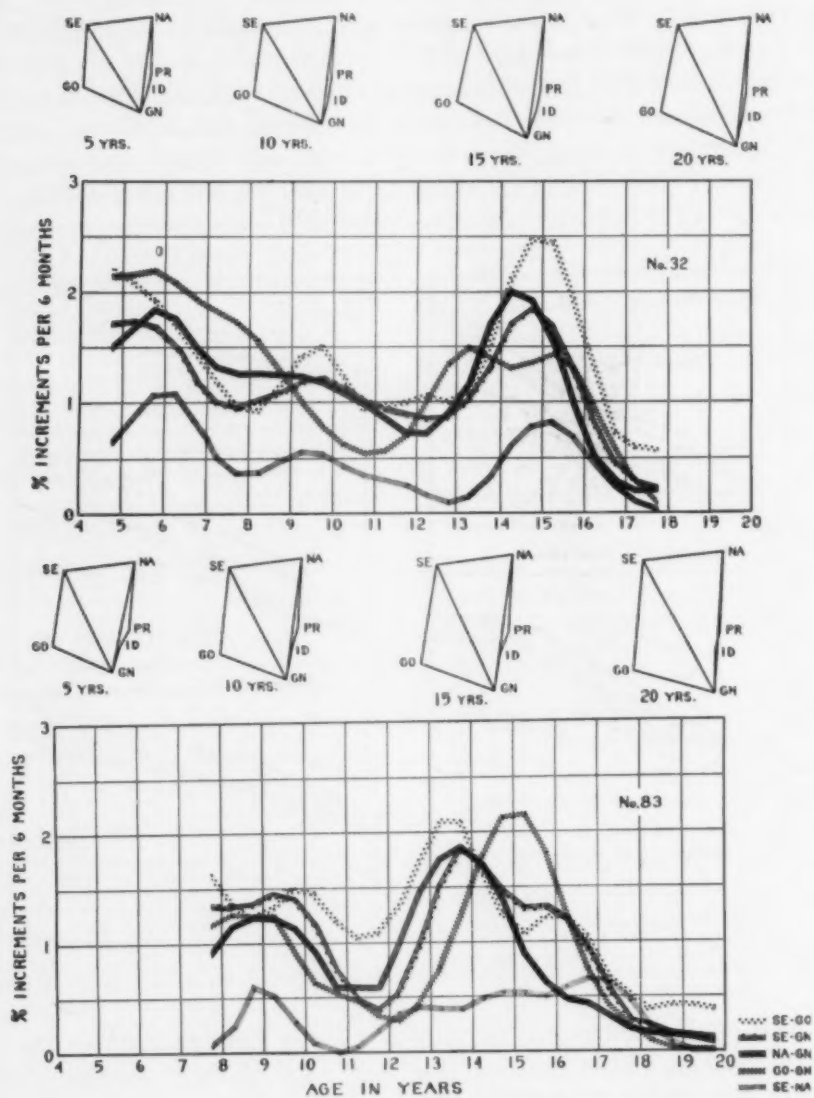 SE NA SE NA SE NA SE NA
GO PR ID GN GO PR ID GN GO PR ID GN GO PR ID GN
5 YRS. 10 YRS. 15 YRS. 20 YRS.
% INCREMENTS PER 6 MONTHS
3
2
1
0
O
No.32
4 5 6 7 8 9 10 11 12 13 14 15 16 17 18 19 20
SE NA SE NA SE NA SE NA
GO PR ID GN GO PR ID GN GO PR ID GN GO PR ID GN
5 YRS. 10 YRS. 15 YRS. 20 YRS.
% INCREMENTS PER 6 MONTHS
3
2
1
0
No.83
4 5 6 7 8 9 10 11 12 13 14 15 16 17 18 19 20
AGE IN YEARS
SE-GO
SE-GN
NA-GN
GO-GN
SE-NA